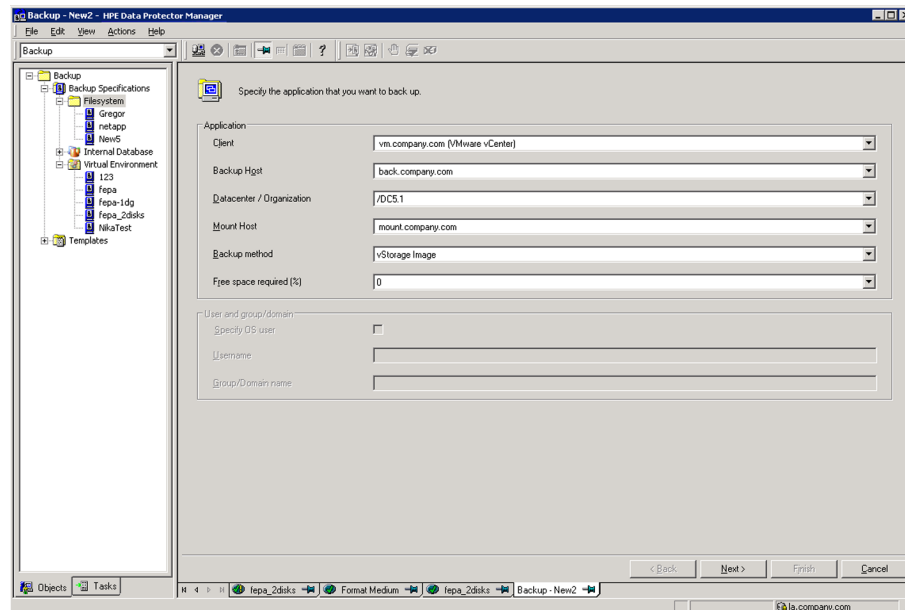 Backup - New2 - HPE Data Protector Manager
File Edit View Actions Help
Backup
Backup
Backup Specifications
Filesystem
Gregor
netapp
New5
Internal Database
Virtual Environment
123
fepa
fepa-1dg
fepa_2disks
NikaTest
Templates
Specify the application that you want to back up.
Application
Client vm.company.com (VMware vCenter)
Backup Host back.company.com
Datacenter / Organization /DC5.1
Mount Host mount.company.com
Backup method vStorage Image
Free space required (%) 0
User and group/domain
Specify OS user
Username
Group/Domain name
< Back Next > Finish Cancel
Objects Tasks fepa_2disks Format Medium fepa_2disks Backup - New2
la.company.com